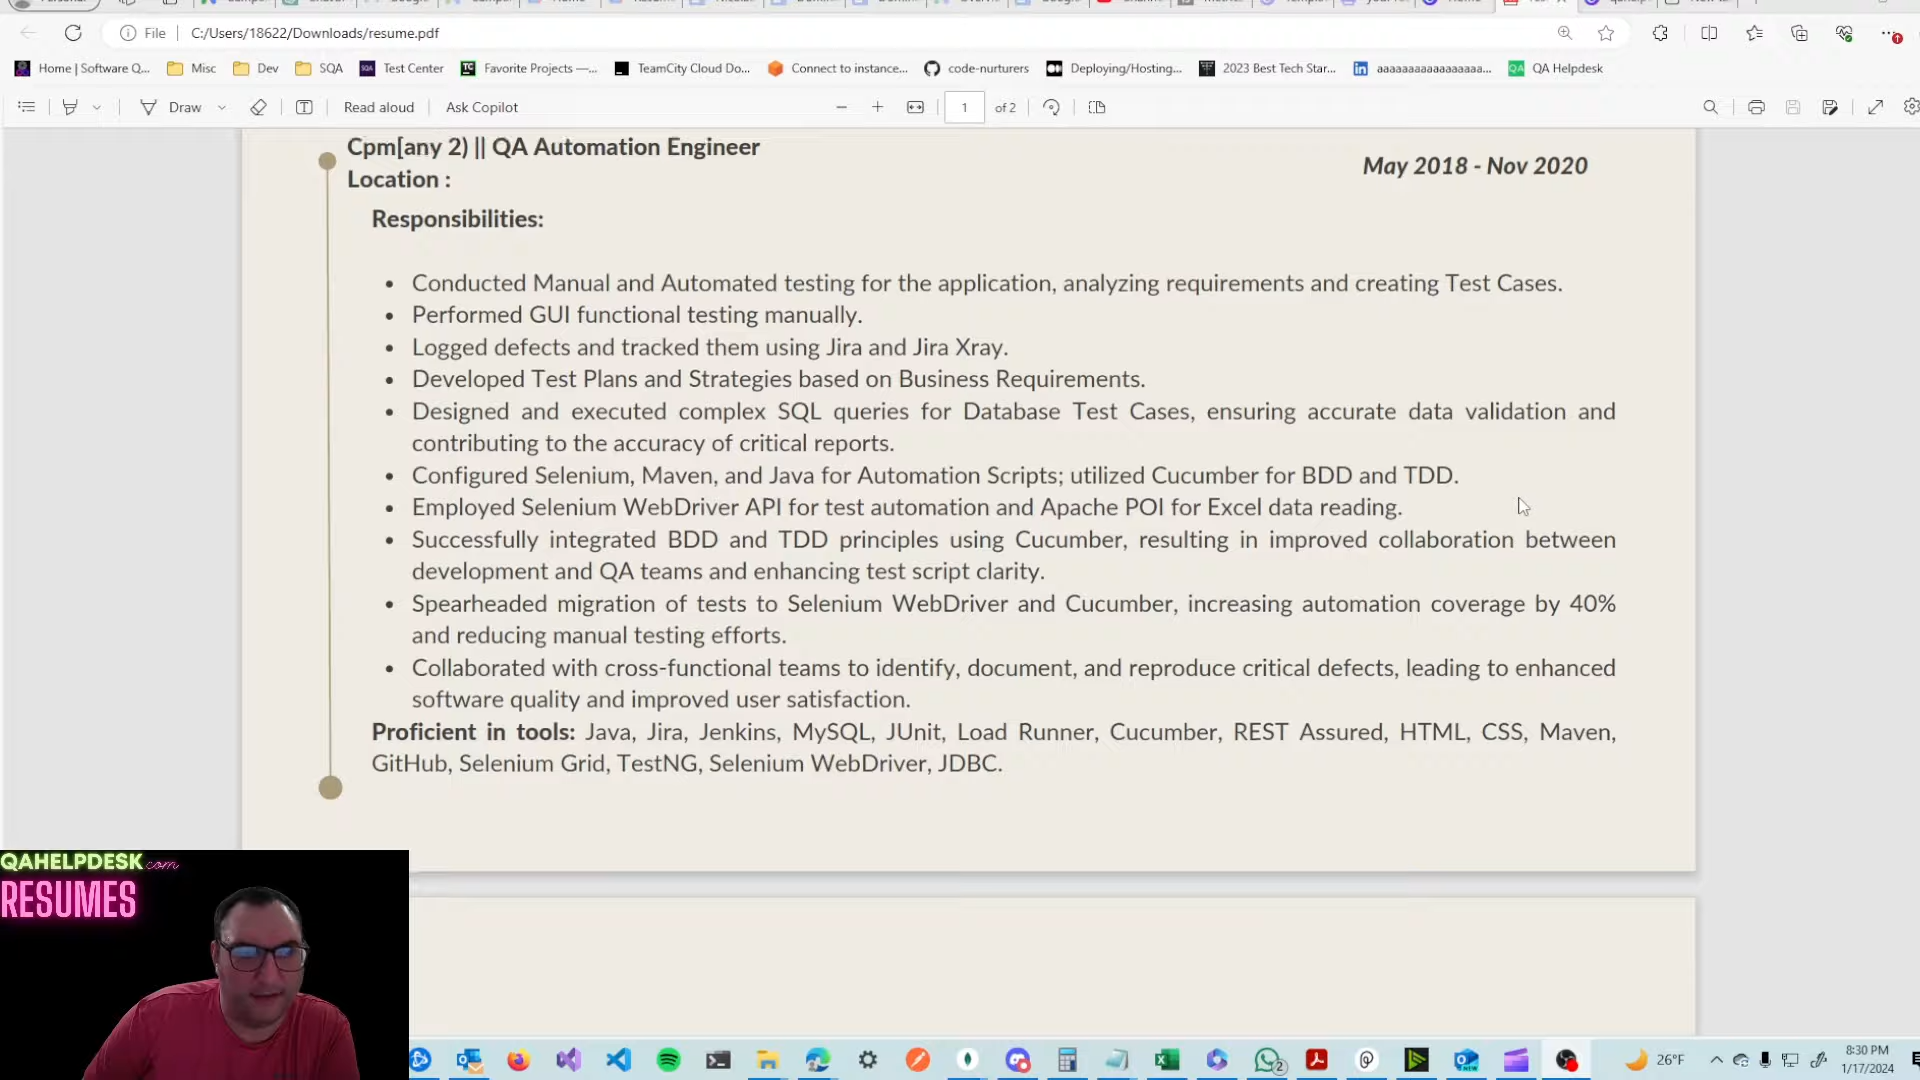 File C:/Users/18622/Downloads/resume.pdf
Home | Software Q... Misc Dev SQA Test Center Favorite Projects —... TeamCity Cloud Do... Connect to instance... code-nurturers Deploying/Hosting... 2023 Best Tech Star... aaaaaaaaaaaaaaaaa... QA Helpdesk
Draw Read aloud Ask Copilot 1 of 2
Cpm[any 2) || QA Automation Engineer
May 2018 - Nov 2020
Location :
Responsibilities:
• Conducted Manual and Automated testing for the application, analyzing requirements and creating Test Cases.
• Performed GUI functional testing manually.
• Logged defects and tracked them using Jira and Jira Xray.
• Developed Test Plans and Strategies based on Business Requirements.
• Designed and executed complex SQL queries for Database Test Cases, ensuring accurate data validation and
contributing to the accuracy of critical reports.
• Configured Selenium, Maven, and Java for Automation Scripts; utilized Cucumber for BDD and TDD.
• Employed Selenium WebDriver API for test automation and Apache POI for Excel data reading.
• Successfully integrated BDD and TDD principles using Cucumber, resulting in improved collaboration between
development and QA teams and enhancing test script clarity.
• Spearheaded migration of tests to Selenium WebDriver and Cucumber, increasing automation coverage by 40%
and reducing manual testing efforts.
• Collaborated with cross-functional teams to identify, document, and reproduce critical defects, leading to enhanced
software quality and improved user satisfaction.
Proficient in tools: Java, Jira, Jenkins, MySQL, JUnit, Load Runner, Cucumber, REST Assured, HTML, CSS, Maven,
GitHub, Selenium Grid, TestNG, Selenium WebDriver, JDBC.
QAHELPDESK.com
RESUMES
26°F
8:30 PM
1/17/2024